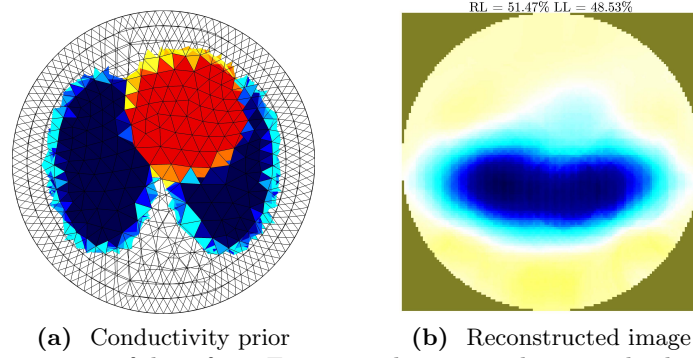 RL = 51.47% LL = 48.53%
(a) Conductivity prior
(b) Reconstructed image